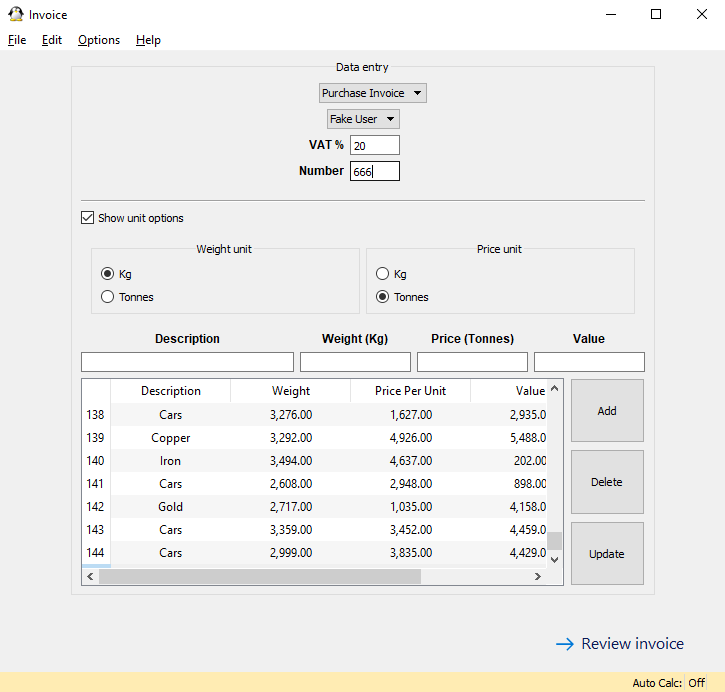 Invoice
File Edit Options Help
Data entry
Purchase Invoice
Fake User
VAT % 20
Number 666
Show unit options
Weight unit Price unit
Kg Kg
Tonnes Tonnes
Description Weight (Kg) Price (Tonnes) Value
Description Weight Price Per Unit Value
138 Cars 3,276.00 1,627.00 2,935.0
139 Copper 3,292.00 4,926.00 5,488.0
140 Iron 3,494.00 4,637.00 202.00
141 Cars 2,608.00 2,948.00 898.00
142 Gold 2,717.00 1,035.00 4,158.0
143 Cars 3,359.00 3,452.00 4,459.0
144 Cars 2,999.00 3,835.00 4,429.0
Add
Delete
Update
Review invoice
Auto Calc: Off